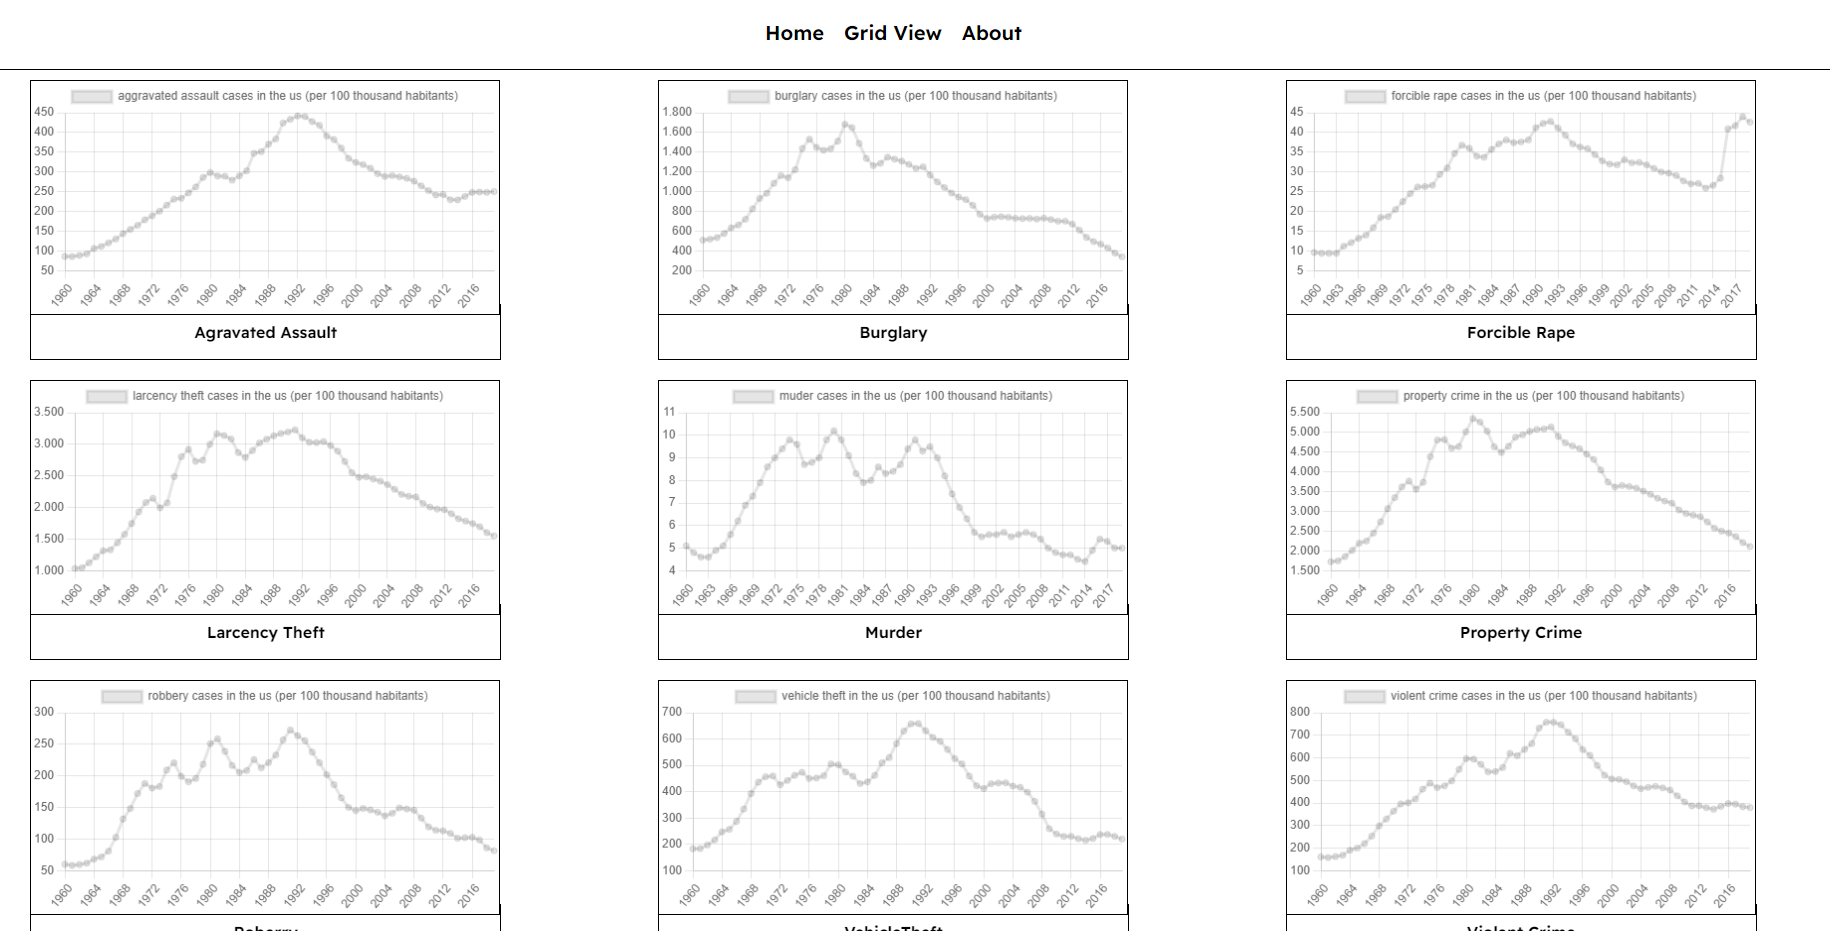 Home Grid View About
aggravated assault cases in the us (per 100 thousand habitants)
450
400
350
300
250
200
150
100
50
1960 1964 1968 1972 1976 1980 1984 1988 1992 1996 2000 2004 2008 2012 2016
Agravated Assault
burglary cases in the us (per 100 thousand habitants)
1.800
1.600
1.400
1.200
1.000
800
600
400
200
1960 1964 1968 1972 1976 1980 1984 1988 1992 1996 2000 2004 2008 2012 2016
Burglary
forcible rape cases in the us (per 100 thousand habitants)
45
40
35
30
25
20
15
10
5
1960 1963 1966 1969 1972 1975 1978 1981 1984 1987 1990 1993 1996 1999 2002 2005 2008 2011 2014 2017
Forcible Rape
larcency theft cases in the us (per 100 thousand habitants)
3.500
3.000
2.500
2.000
1.500
1.000
1960 1964 1968 1972 1976 1980 1984 1988 1992 1996 2000 2004 2008 2012 2016
Larcency Theft
muder cases in the us (per 100 thousand habitants)
11
10
9
8
7
6
5
4
1960 1963 1966 1969 1972 1975 1978 1981 1984 1987 1990 1993 1996 1999 2002 2005 2008 2011 2014 2017
Murder
property crime in the us (per 100 thousand habitants)
5.500
5.000
4.500
4.000
3.500
3.000
2.500
2.000
1.500
1960 1964 1968 1972 1976 1980 1984 1988 1992 1996 2000 2004 2008 2012 2016
Property Crime
robbery cases in the us (per 100 thousand habitants)
300
250
200
150
100
50
1960 1964 1968 1972 1976 1980 1984 1988 1992 1996 2000 2004 2008 2012 2016
vehicle theft in the us (per 100 thousand habitants)
700
600
500
400
300
200
100
1960 1964 1968 1972 1976 1980 1984 1988 1992 1996 2000 2004 2008 2012 2016
VehicleTheft
violent crime cases in the us (per 100 thousand habitants)
800
700
600
500
400
300
200
100
1960 1964 1968 1972 1976 1980 1984 1988 1992 1996 2000 2004 2008 2012 2016
Violent Crime